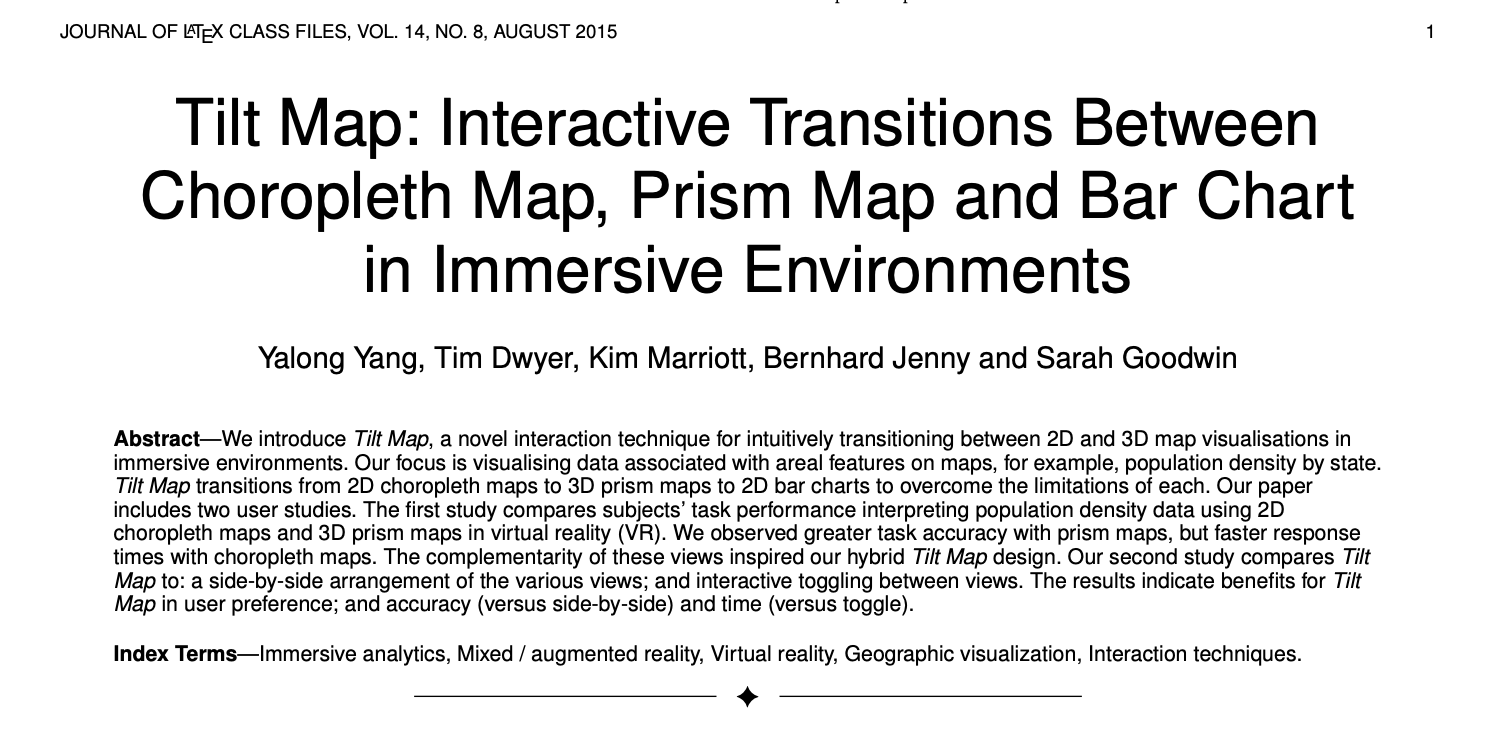 JOURNAL OF LATEX CLASS FILES, VOL. 14, NO. 8, AUGUST 2015 1
Tilt Map: Interactive Transitions Between
Choropleth Map, Prism Map and Bar Chart
in Immersive Environments
Yalong Yang, Tim Dwyer, Kim Marriott, Bernhard Jenny and Sarah Goodwin
Abstract—We introduce Tilt Map, a novel interaction technique for intuitively transitioning between 2D and 3D map visualisations in
immersive environments. Our focus is visualising data associated with areal features on maps, for example, population density by state.
Tilt Map transitions from 2D choropleth maps to 3D prism maps to 2D bar charts to overcome the limitations of each. Our paper
includes two user studies. The first study compares subjects’ task performance interpreting population density data using 2D
choropleth maps and 3D prism maps in virtual reality (VR). We observed greater task accuracy with prism maps, but faster response
times with choropleth maps. The complementarity of these views inspired our hybrid Tilt Map design. Our second study compares Tilt
Map to: a side-by-side arrangement of the various views; and interactive toggling between views. The results indicate benefits for Tilt
Map in user preference; and accuracy (versus side-by-side) and time (versus toggle).
Index Terms—Immersive analytics, Mixed / augmented reality, Virtual reality, Geographic visualization, Interaction techniques.